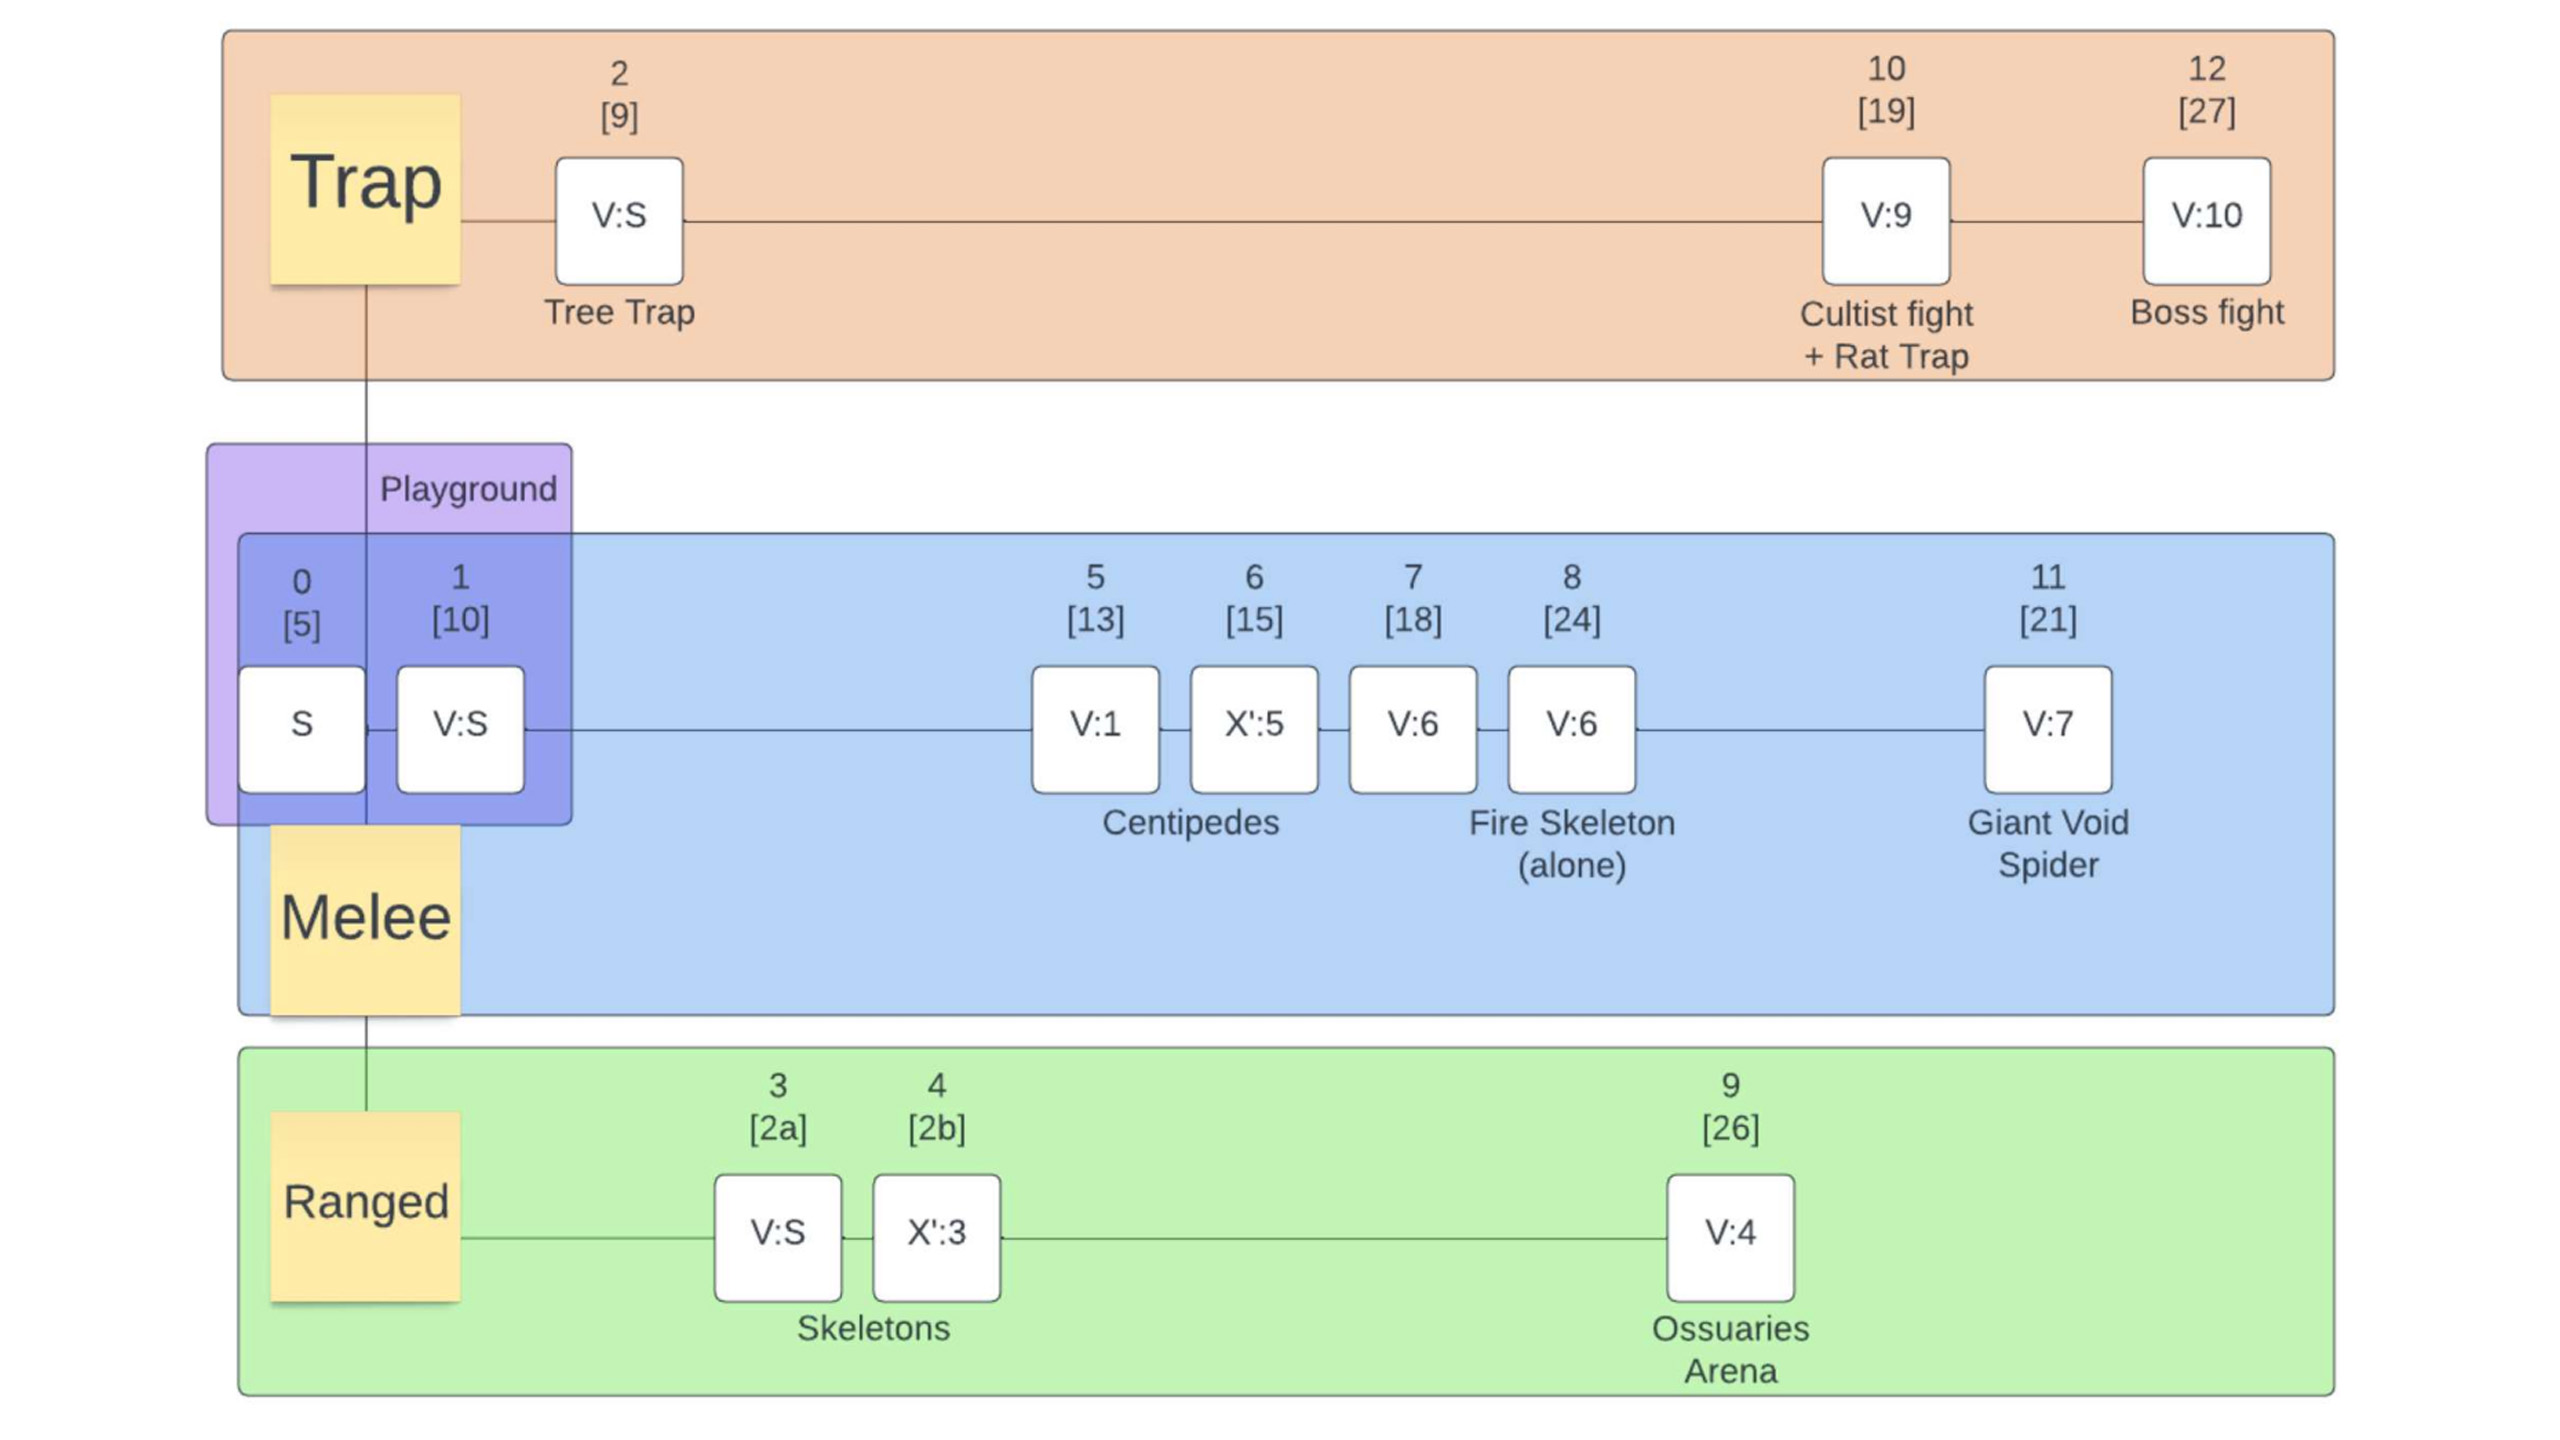 2
[9]
10
[19]
12
[27]
Trap
V:S
V:9
V:10
Tree Trap
Cultist fight
+ Rat Trap
Boss fight
Playground
0
[5]
1
[10]
5
[13]
6
[15]
7
[18]
8
[24]
11
[21]
S
V:S
V:1
X':5
V:6
V:6
V:7
Centipedes
Fire Skeleton
(alone)
Giant Void
Spider
Melee
3
[2a]
4
[2b]
9
[26]
Ranged
V:S
X':3
V:4
Skeletons
Ossuaries
Arena